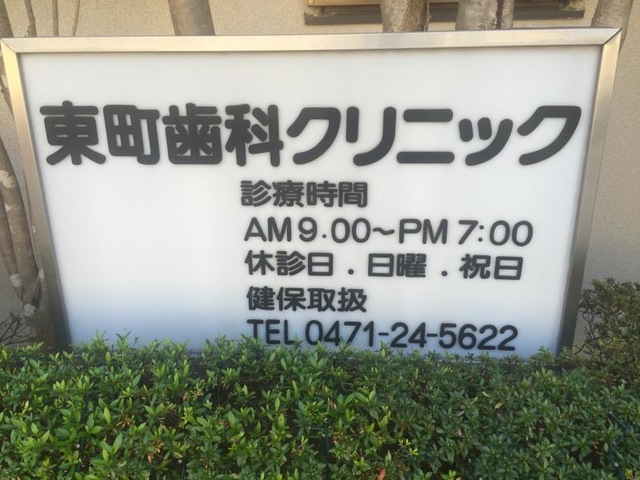 東町歯科クリニック
診療時間
AM 9.00〜PM 7:00
休診日.日曜.祝日
健保取扱
TEL 0471-24-5622